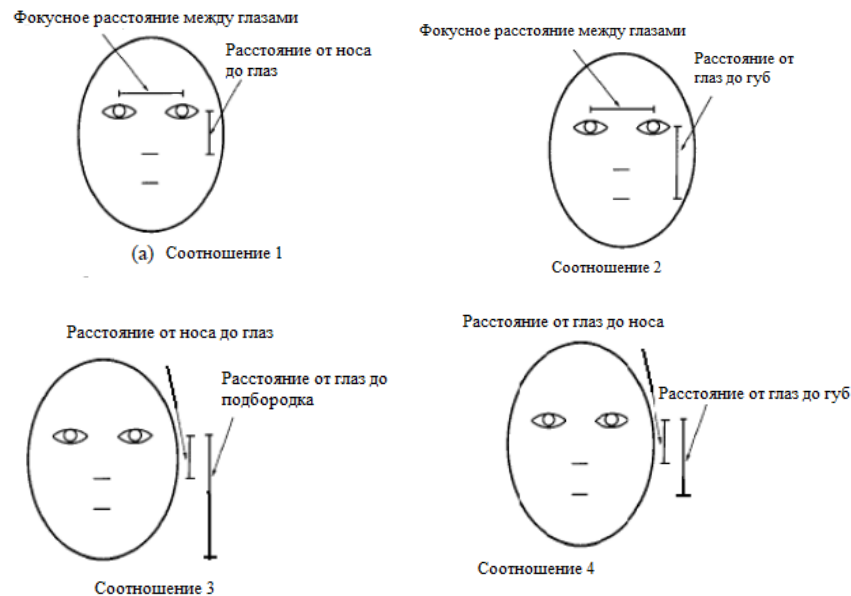 Фокусное расстояние между глазами
Расстояние от носа
до глаз
(a) Соотношение 1
Фокусное расстояние между глазами
Расстояние от
глаз до губ
Соотношение 2
Расстояние от носа до глаз
Расстояние от глаз до
подбородка
Соотношение 3
Расстояние от глаз до носа
Расстояние от глаз до губ
Соотношение 4